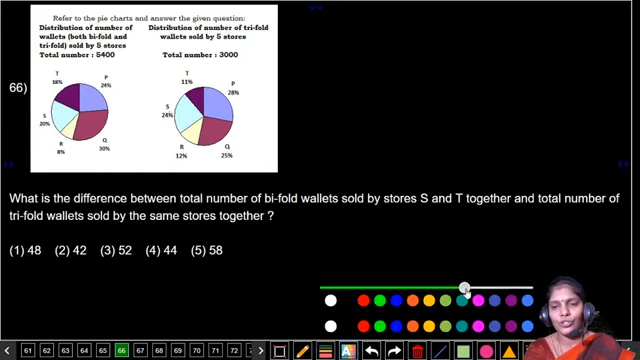 Refer to the pie charts and answer the given question:
Distribution of number of
wallets (both bifold and
tri-fold) sold by 5 stores
Total number : 5400
Distribution of number of tri-fold
wallets sold by 5 stores
Total number : 3000
66)
T
18%
P
24%
S
20%
R
8%
Q
30%
T
11%
P
28%
S
24%
R
12%
Q
25%
What is the difference between total number of bi-fold wallets sold by stores S and T together and total number of
tri-fold wallets sold by the same stores together ?
(1) 48 (2) 42 (3) 52 (4) 44 (5) 58
61 62 63 64 65 66 67 68 69 70 71 72 7
A